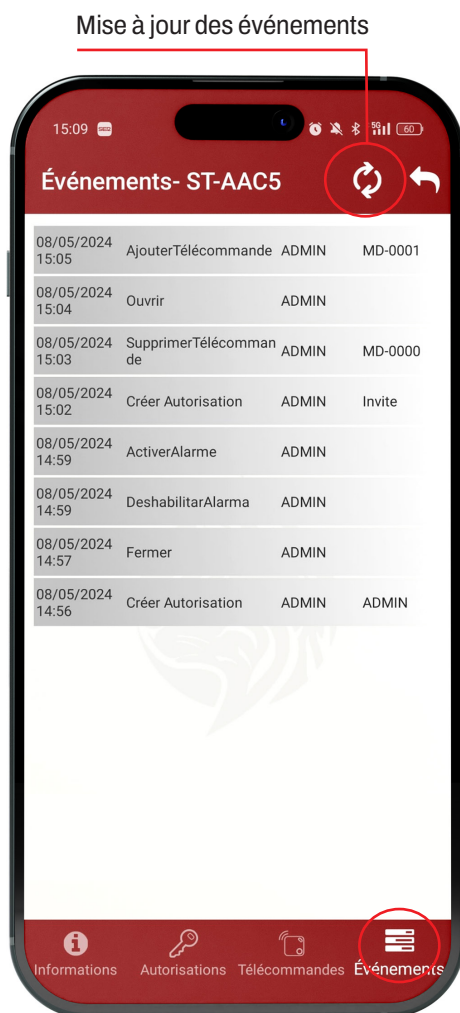 Mise à jour des événements
15:09
5G 60
Événements- ST-AAC5
08/05/2024 AjouterTélécommande ADMIN MD-0001
15:05
08/05/2024 Ouvrir ADMIN
15:04
08/05/2024 SupprimerTélécomman ADMIN MD-0000
15:03 de
08/05/2024 Créer Autorisation ADMIN Invite
15:02
08/05/2024 ActiverAlarme ADMIN
14:59
08/05/2024 DeshabilitarAlarma ADMIN
14:59
08/05/2024 Fermer ADMIN
14:57
08/05/2024 Créer Autorisation ADMIN ADMIN
14:56
Informations Autorisations Télécommandes Événements